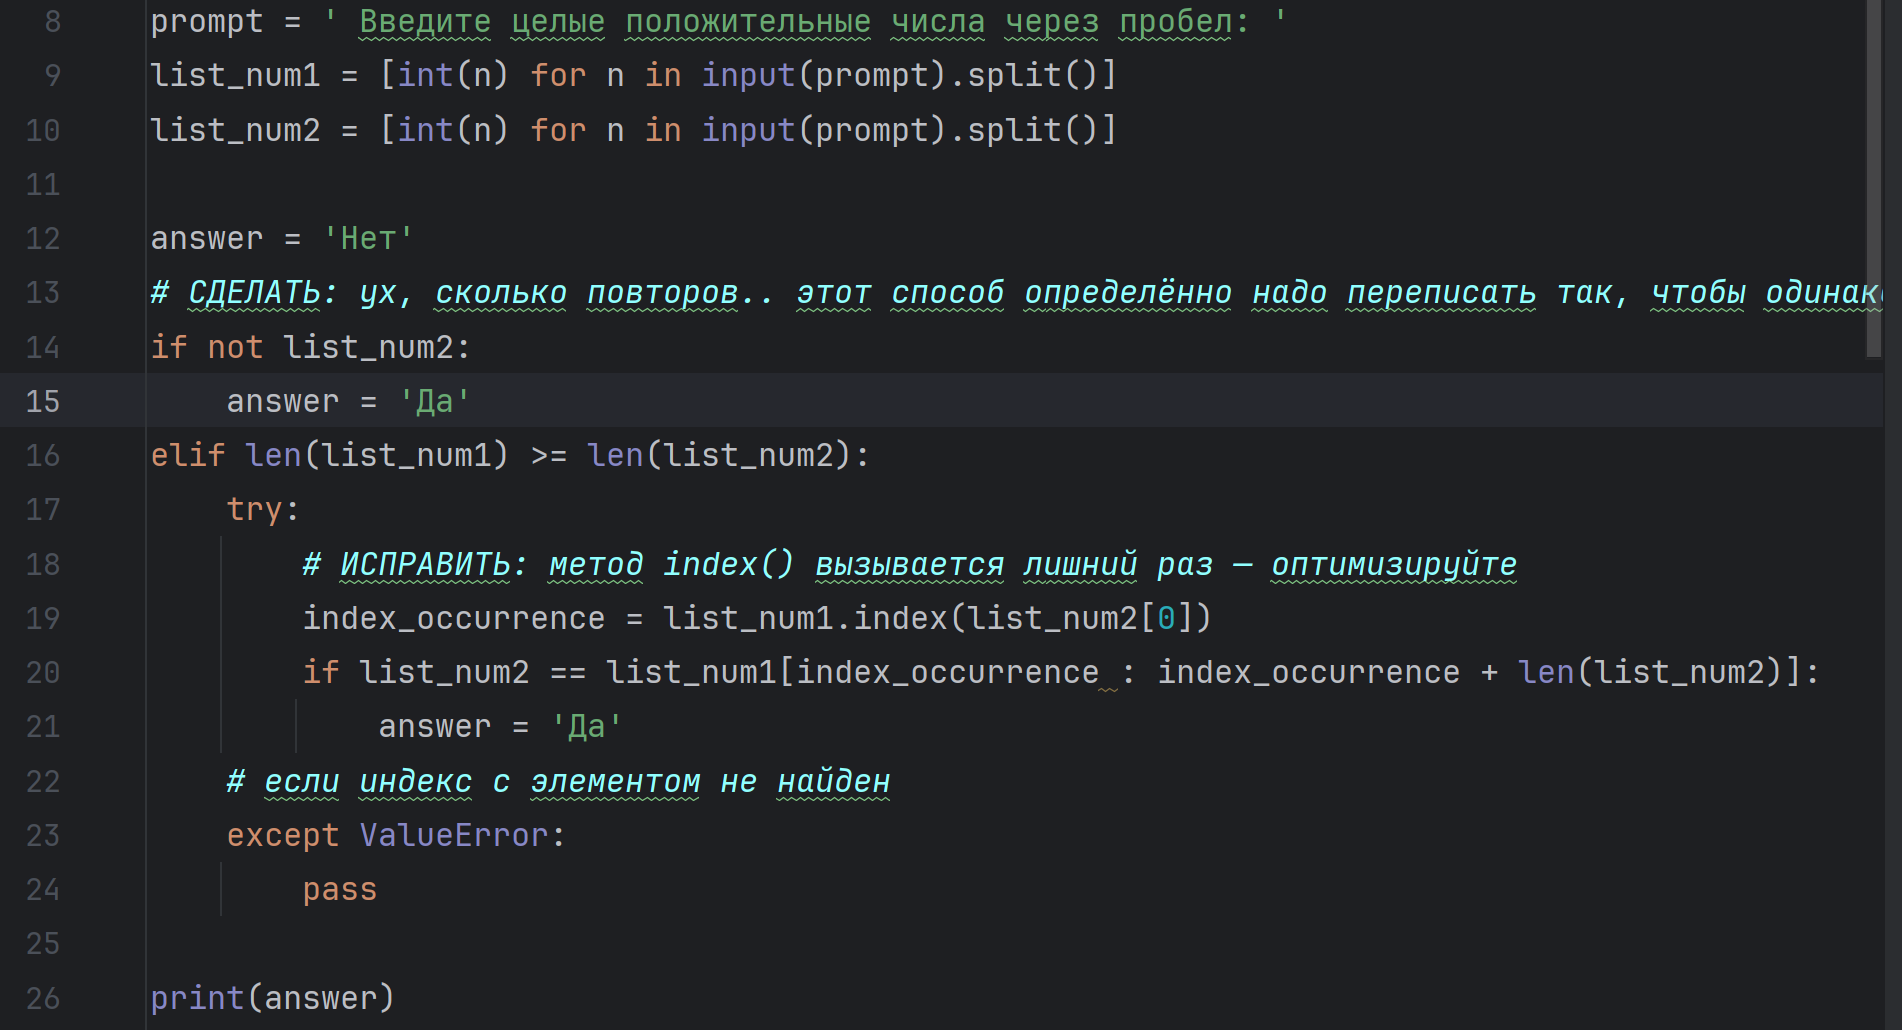 8 prompt = ' Введите целые положительные числа через пробел: '
9 list_num1 = [int(n) for n in input(prompt).split()]
10 list_num2 = [int(n) for n in input(prompt).split()]
11
12 answer = 'Нет'
13 # СДЕЛАТЬ: ух, сколько повторов.. этот способ определённо надо переписать так, чтобы
14 if not list_num2:
15     answer = 'Да'
16 elif len(list_num1) >= len(list_num2):
17     try:
18         # ИСПРАВИТЬ: метод index() вызывается лишний раз — оптимизируйте
19         index_occurrence = list_num1.index(list_num2[0])
20         if list_num2 == list_num1[index_occurrence : index_occurrence + len(list_num2)]:
21             answer = 'Да'
22     # если индекс с элементом не найден
23     except ValueError:
24         pass
25
26 print(answer)